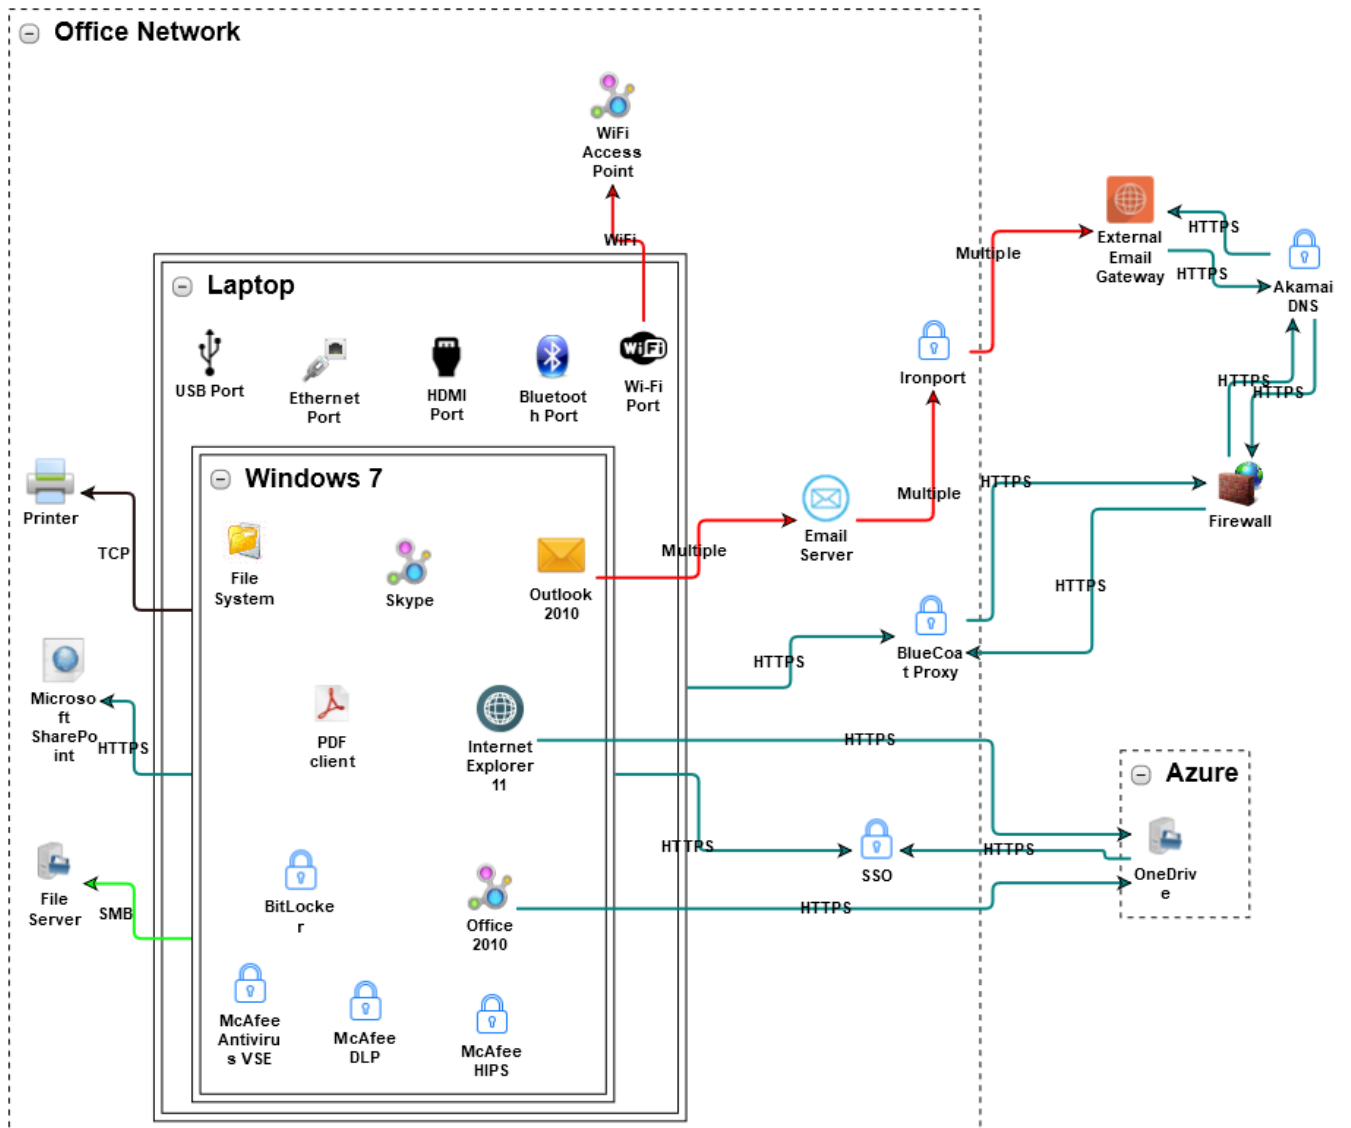 Office Network
WiFi
Access
Point
WiFi
Laptop
USB Port
Ethernet
Port
HDMI
Port
Bluetoot
h Port
WiFi
Wi-Fi
Port
Windows 7
File
System
Skype
Outlook
2010
PDF
client
Internet
Explorer
11
BitLocke
r
Office
2010
McAfee
Antiviru
s VSE
McAfee
DLP
McAfee
HIPS
Printer
TCP
Microso
ft
SharePo
int
HTTPS
File
Server
SMB
Multiple
Email
Server
Multiple
Ironport
Multiple
External
Email
Gateway
HTTPS
HTTPS
Akamai
DNS
HTTPS
HTTPS
Firewall
HTTPS
HTTPS
HTTPS
BlueCoa
t Proxy
HTTPS
HTTPS
SSO
HTTPS
HTTPS
Azure
OneDriv
e